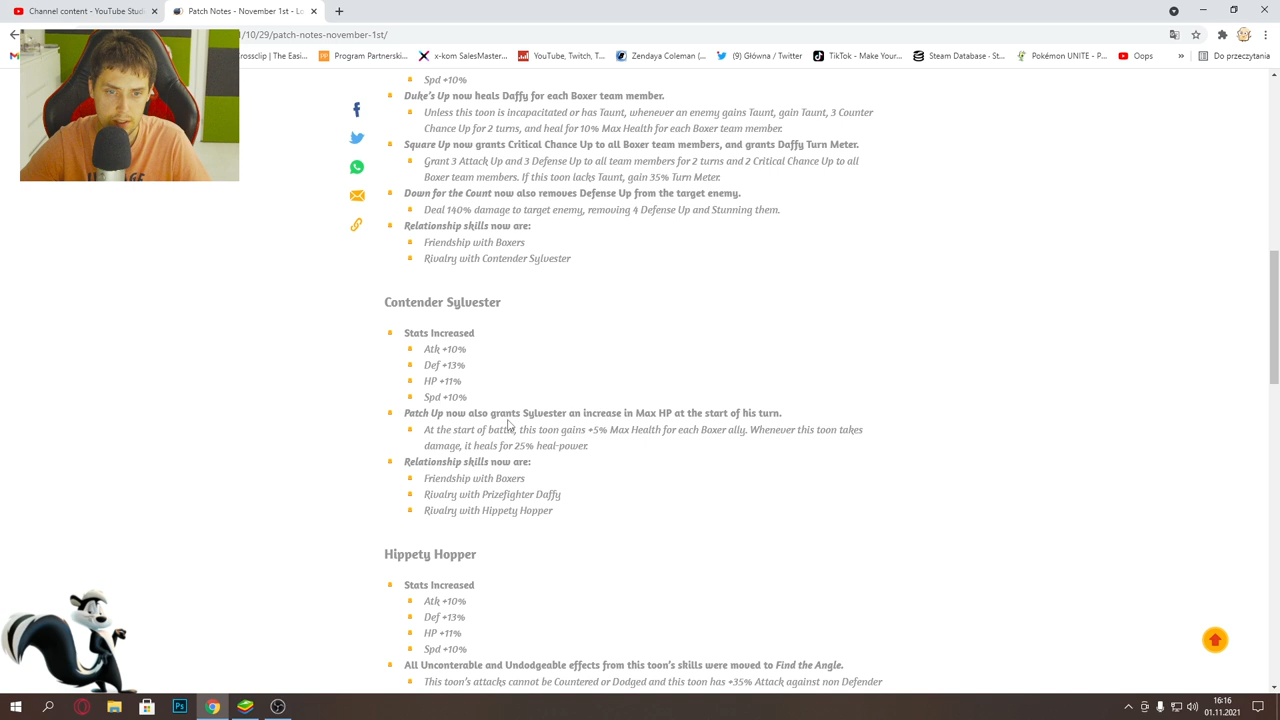 Channel content - YouTube Studio
Patch Notes - November 1st - Lo
1/10/29/patch-notes-november-1st/
Crossclip | The Easi...
Program Partnerski...
x-kom SalesMaster...
YouTube, Twitch, T...
Zendaya Coleman (...
(9) Główna / Twitter
TikTok - Make Your...
Steam Database · St...
Pokémon UNITE - P...
Oops
»
Do przeczytania
Spd +10%
Duke's Up now heals Daffy for each Boxer team member.
Unless this toon is incapacitated or has Taunt, whenever an enemy gains Taunt, gain Taunt, 3 Counter
Chance Up for 2 turns, and heal for 10% Max Health for each Boxer team member.
Square Up now grants Critical Chance Up to all Boxer team members, and grants Daffy Turn Meter.
Grant 3 Attack Up and 3 Defense Up to all team members for 2 turns and 2 Critical Chance Up to all
Boxer team members. If this toon lacks Taunt, gain 35% Turn Meter.
Down for the Count now also removes Defense Up from the target enemy.
Deal 140% damage to target enemy, removing 4 Defense Up and Stunning them.
Relationship skills now are:
Friendship with Boxers
Rivalry with Contender Sylvester
Contender Sylvester
Stats Increased
Atk +10%
Def +13%
HP +11%
Spd +10%
Patch Up now also grants Sylvester an increase in Max HP at the start of his turn.
At the start of battle, this toon gains +5% Max Health for each Boxer ally. Whenever this toon takes
damage, it heals for 25% heal-power.
Relationship skills now are:
Friendship with Boxers
Rivalry with Prizefighter Daffy
Rivalry with Hippety Hopper
Hippety Hopper
Stats Increased
Atk +10%
Def +13%
HP +11%
Spd +10%
All Unconterable and Undodgeable effects from this toon's skills were moved to Find the Angle.
This toon's attacks cannot be Countered or Dodged and this toon has +35% Attack against non Defender
16:16